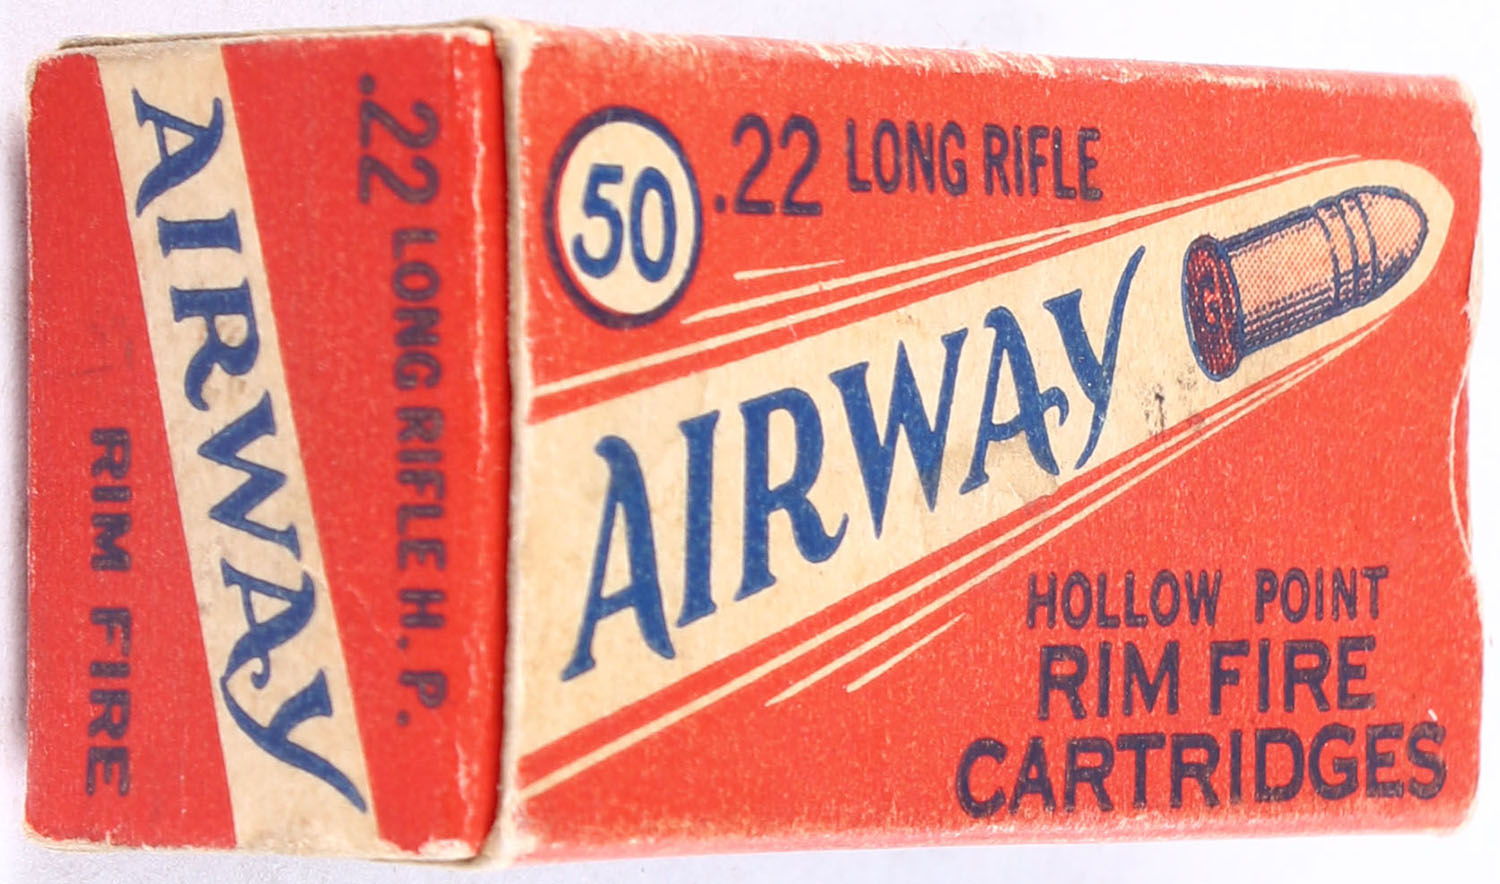 50
.22 LONG RIFLE
AIRWAY
HOLLOW POINT
RIM FIRE
CARTRIDGES
.22 LONG RIFLE H. P.
AIRWAY
RIM FIRE